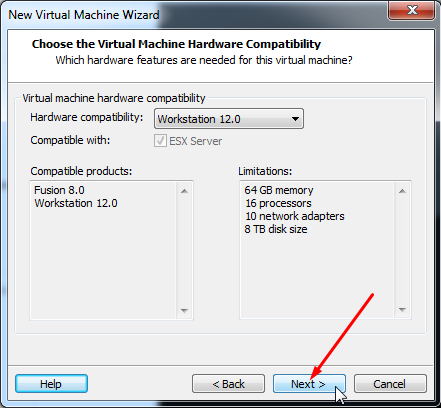 New Virtual Machine Wizard
Choose the Virtual Machine Hardware Compatibility
Which hardware features are needed for this virtual machine?
Virtual machine hardware compatibility
Hardware compatibility: Workstation 12.0
Compatible with: ESX Server
Compatible products:
Fusion 8.0
Workstation 12.0
Limitations:
64 GB memory
16 processors
10 network adapters
8 TB disk size
Help < Back Next > Cancel